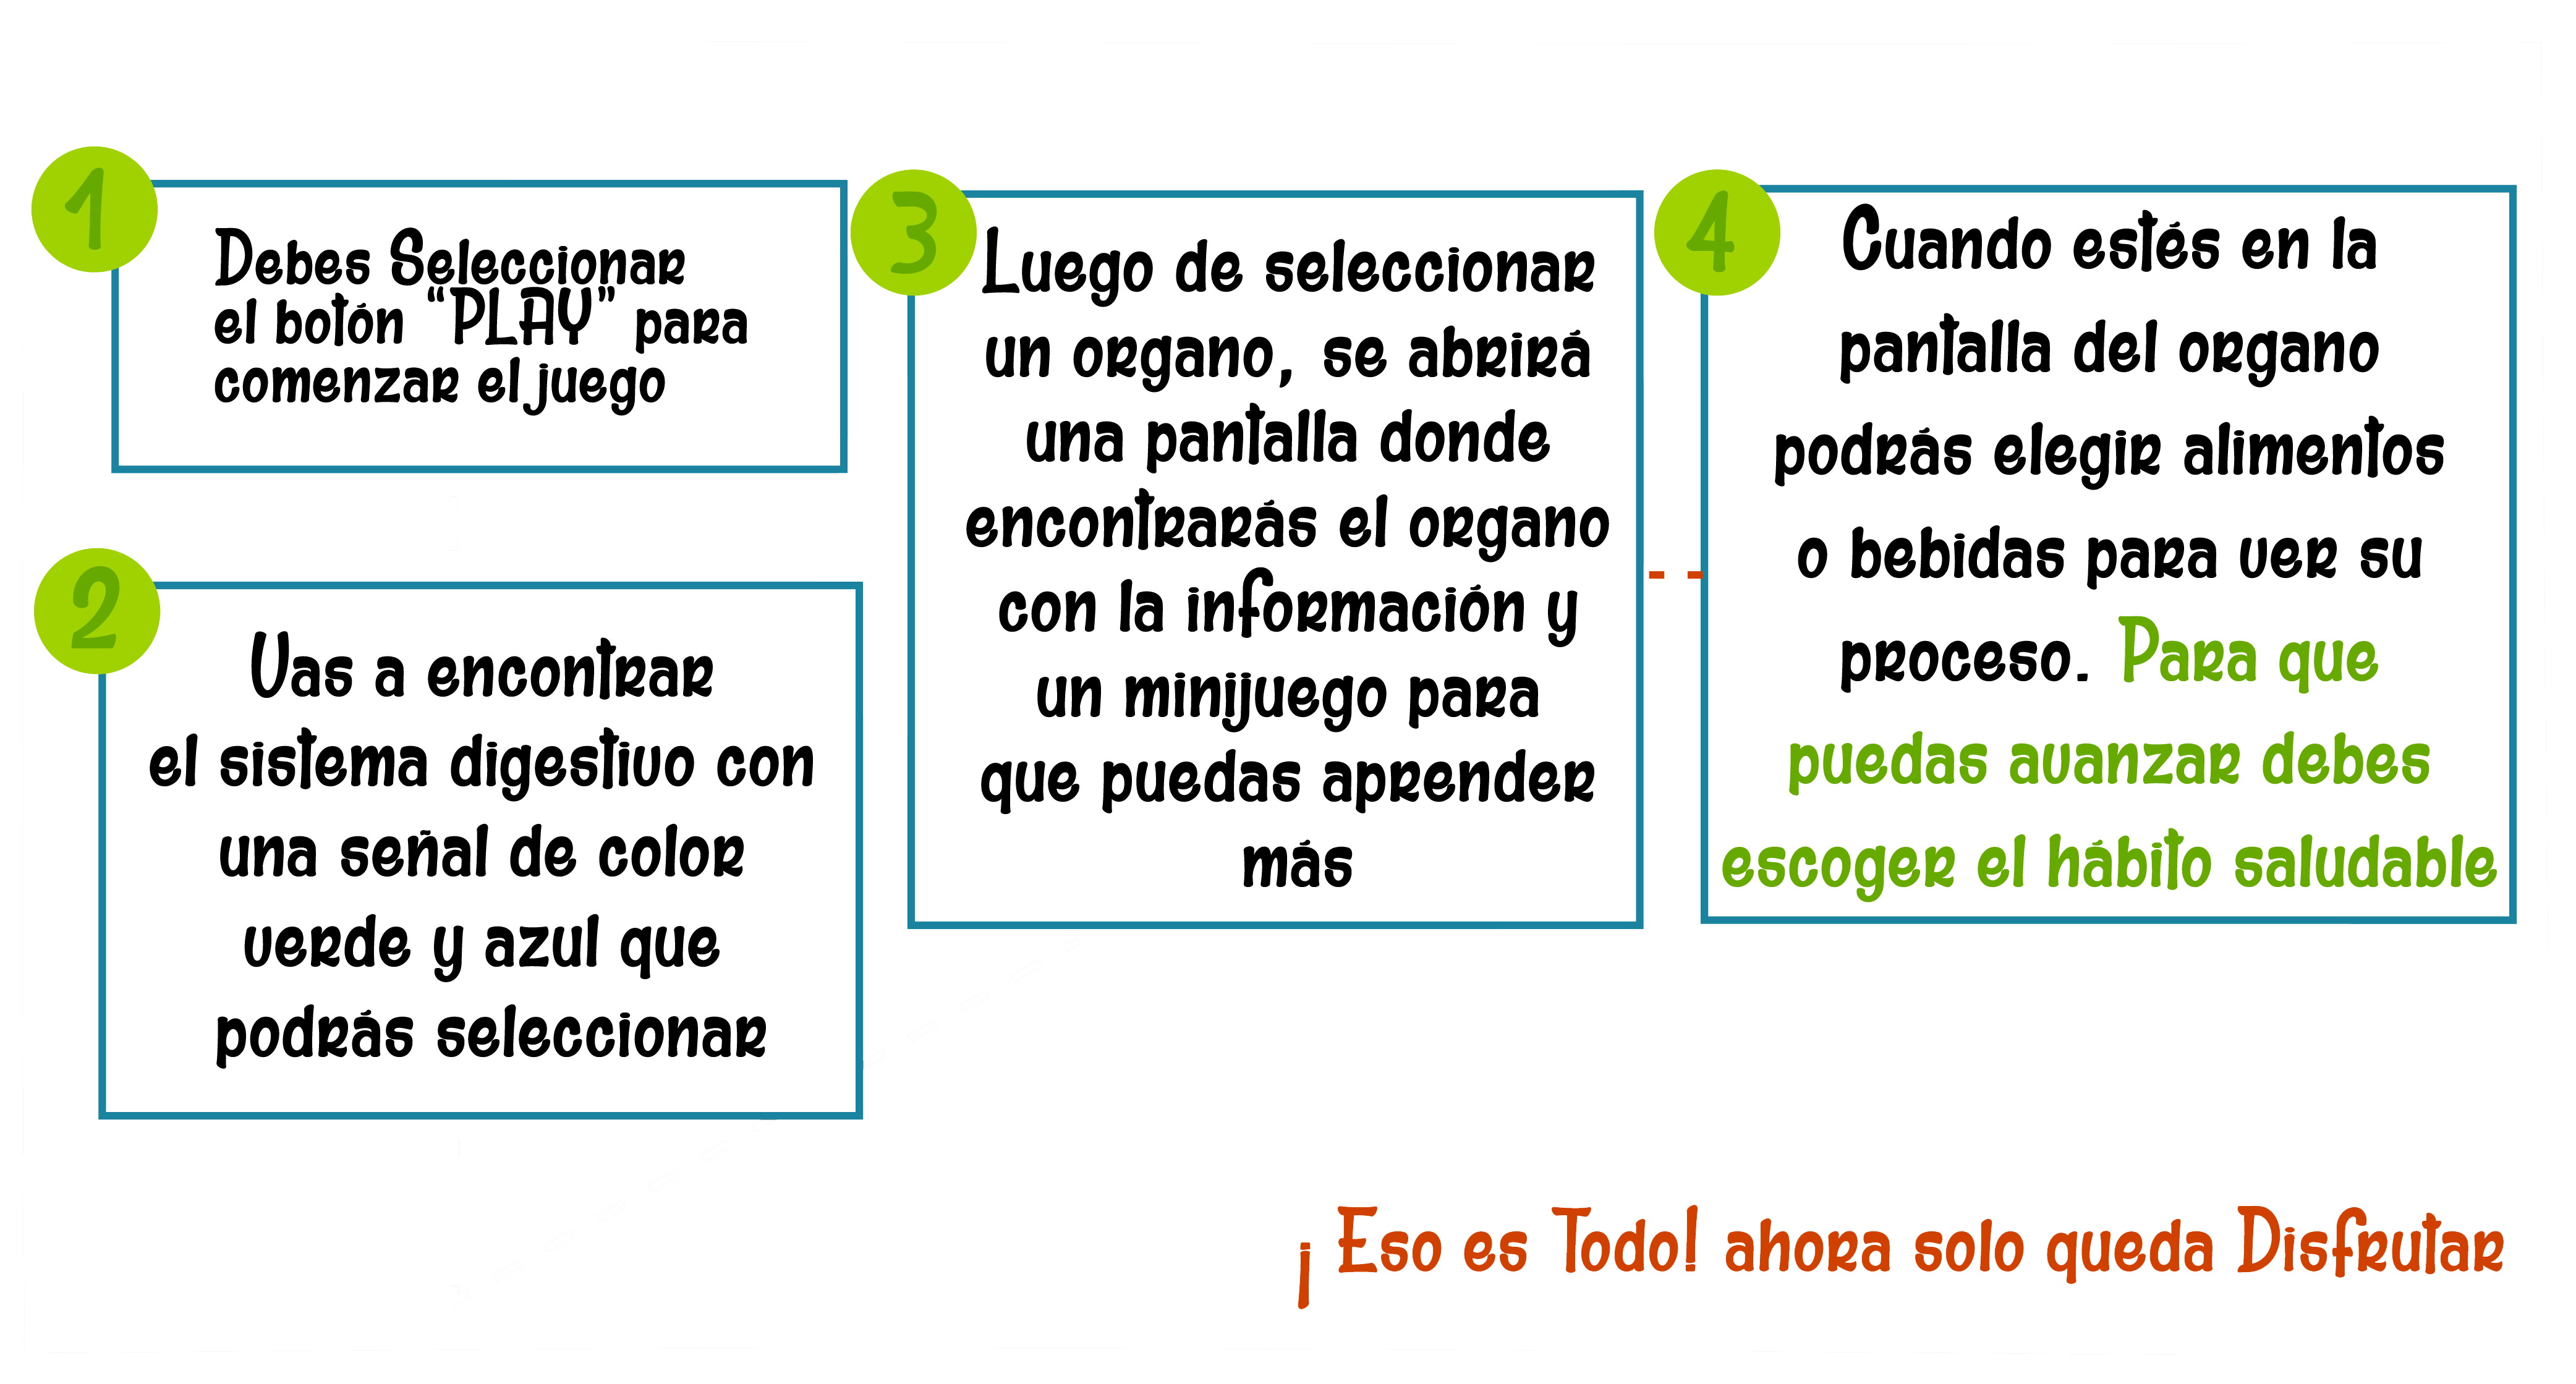 1
Debes Seleccionar
el botón “PLAY” para
comenzar el juego
2
Vas a encontrar
el sistema digestivo con
una señal de color
verde y azul que
podrás seleccionar
3
Luego de seleccionar
un organo, se abrirá
una pantalla donde
encontrarás el organo
con la información y
un minijuego para
que puedas aprender
más
4
Cuando estés en la
pantalla del organo
podrás elegir alimentos
o bebidas para ver su
proceso. Para que
puedas avanzar debes
escoger el hábito saludable
¡ Eso es Todo! ahora solo queda Disfrutar